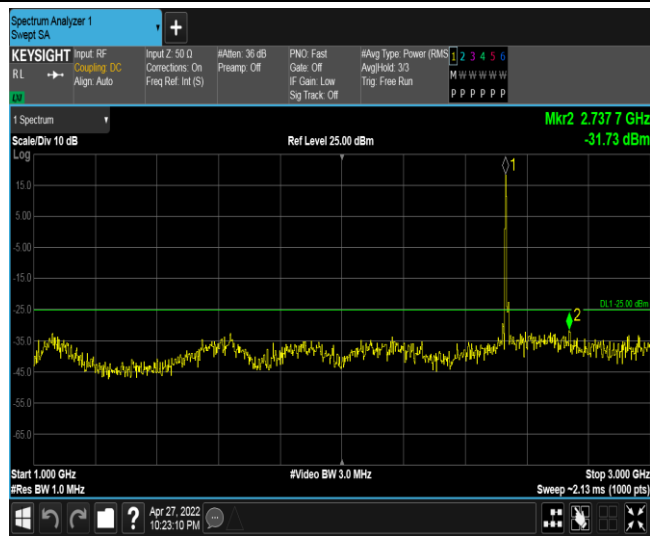 Spectrum Analyzer 1
Swept SA
+
KEYSIGHT
RL
Input: RF
Coupling: DC
Align: Auto
Input Z: 50 Ω
Corrections: On
Freq Ref: Int (S)
#Atten: 36 dB
Preamp: Off
PNO: Fast
Gate: Off
IF Gain: Low
Sig Track: Off
#Avg Type: Power (RMS
Avg|Hold: 3/3
Trig: Free Run
1 2 3 4 5 6
M W W W W W
P P P P P P
1 Spectrum
Mkr2 2.737 7 GHz
Scale/Div 10 dB
Ref Level 25.00 dBm
-31.73 dBm
Log
1
15.0
5.00
-5.00
-15.0
DL1 -25.00 dBm
-25.0
2
-35.0
-45.0
-55.0
-65.0
Start 1.000 GHz
#Video BW 3.0 MHz
Stop 3.000 GHz
#Res BW 1.0 MHz
Sweep ~2.13 ms (1000 pts)
?
Apr 27, 2022
10:23:10 PM